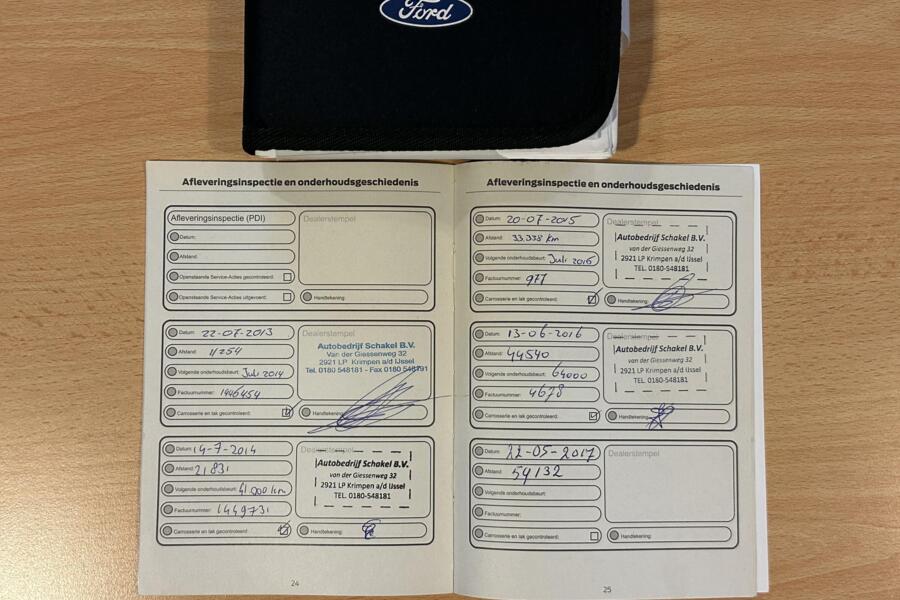 Ford
Afleveringsinspectie en onderhoudsgeschiedenis
Afleveringsinspectie (PDI)
Datum:
Afstand:
Openstaande Service-Acties gecontroleerd:
Openstaande Service-Acties uitgevoerd:
Dealerstempel
Handtekening:
Datum: 22-07-2013
Afstand: 11254
Volgende onderhoudsbeurt: Juli 2014
Factuurnummer: 1406454
Carrosserie en lak gecontroleerd:
Dealerstempel
Autobedrijf Schakel B.V.
Van der Giessenweg 32
2921 LP Krimpen a/d IJssel
Tel. 0180 548181 - Fax 0180 548791
Handtekening:
Datum: 14-7-2014
Afstand: 21831
Volgende onderhoudsbeurt: 41.000 km
Factuurnummer: 1449731
Carrosserie en lak gecontroleerd:
Dealerstempel
Autobedrijf Schakel B.V.
van der Giessenweg 32
2921 LP Krimpen a/d IJssel
TEL. 0180-548181
Handtekening:
24
Afleveringsinspectie en onderhoudsgeschiedenis
Datum: 20-07-2015
Afstand: 33.338 km
Volgende onderhoudsbeurt: Juli 2016
Factuurnummer: 977
Carrosserie en lak gecontroleerd:
Dealerstempel
Autobedrijf Schakel B.V.
van der Giessenweg 32
2921 LP Krimpen a/d IJssel
TEL. 0180-548181
Handtekening:
Datum: 13-06-2016
Afstand: 44540
Volgende onderhoudsbeurt: 64000
Factuurnummer: 4678
Carrosserie en lak gecontroleerd:
Dealerstempel
Autobedrijf Schakel B.V.
van der Giessenweg 32
2921 LP Krimpen a/d IJssel
TEL. 0180-548181
Handtekening:
Datum: 22-05-2017
Afstand: 59132
Volgende onderhoudsbeurt:
Factuurnummer:
Carrosserie en lak gecontroleerd:
Dealerstempel
Handtekening:
25